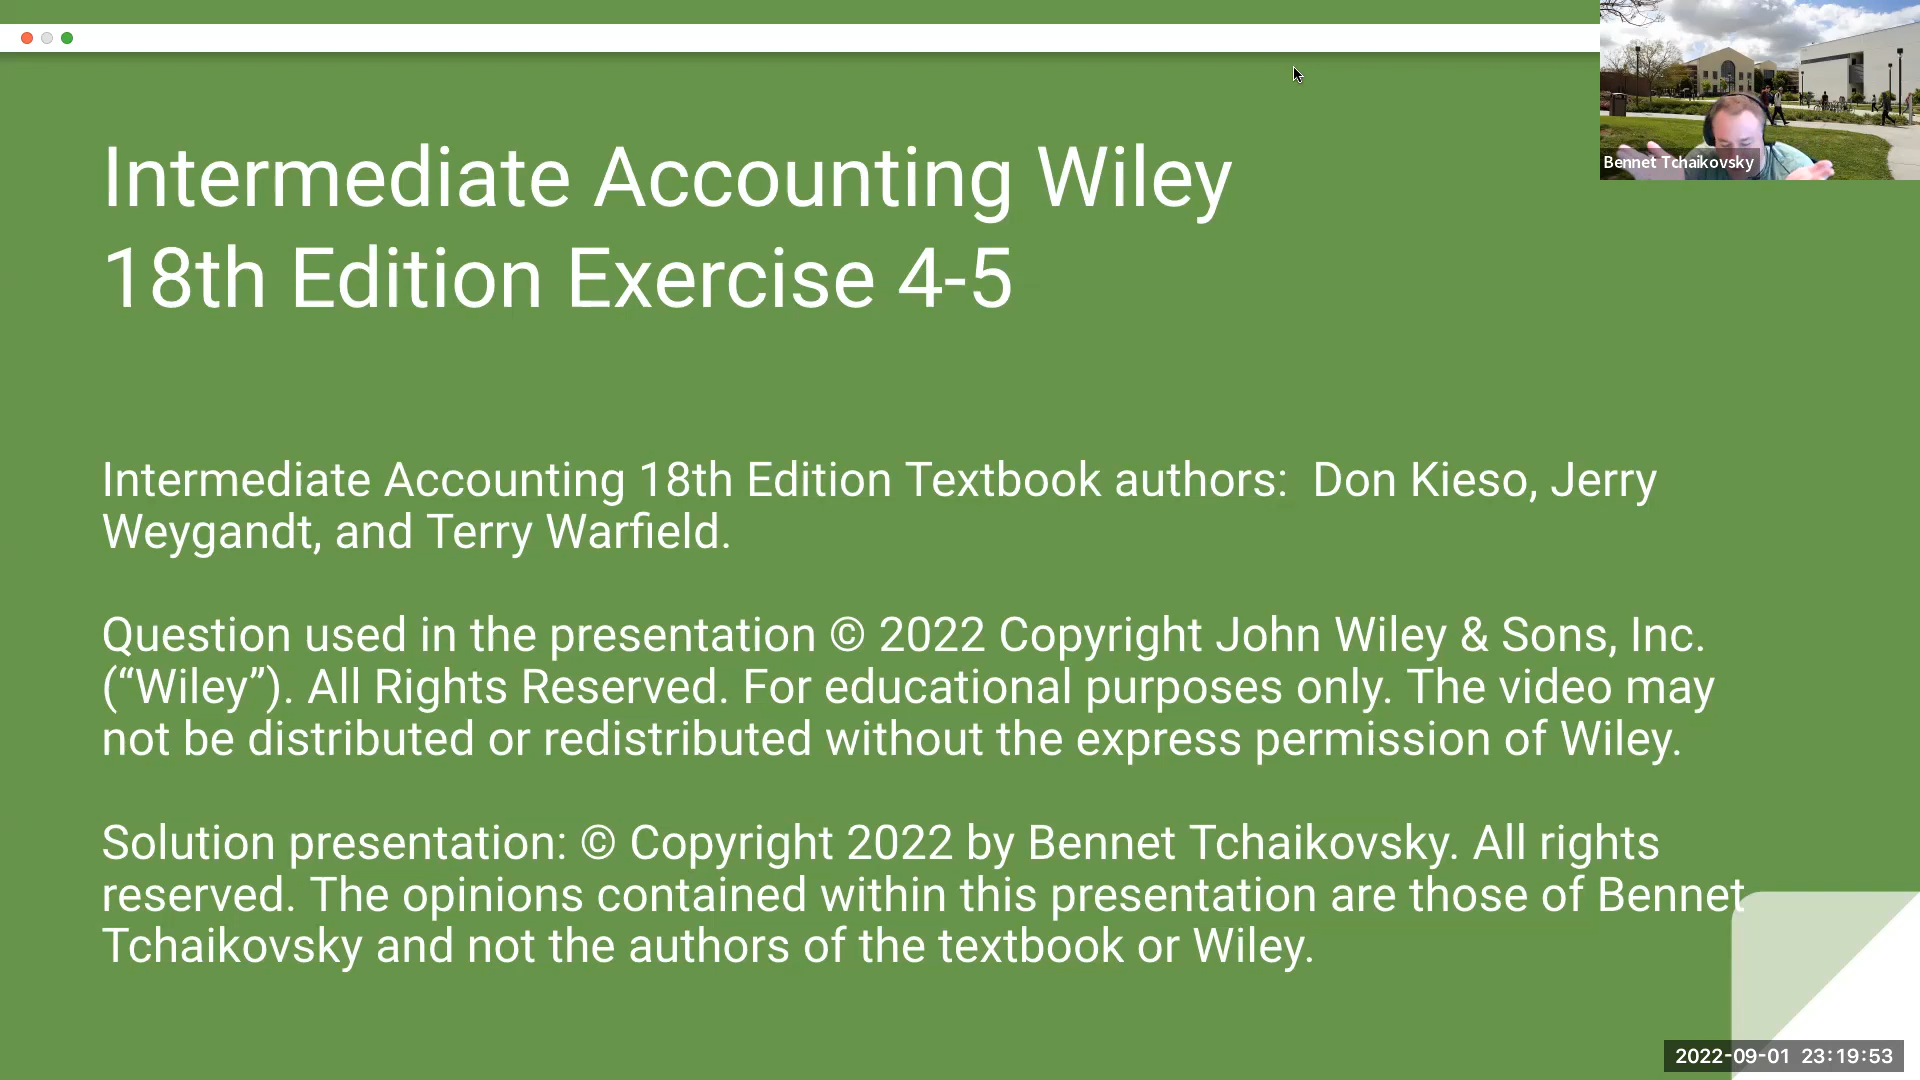 Intermediate Accounting Wiley
18th Edition Exercise 4-5
Bennet Tchaikovsky
Intermediate Accounting 18th Edition Textbook authors:  Don Kieso, Jerry
Weygandt, and Terry Warfield.
Question used in the presentation © 2022 Copyright John Wiley & Sons, Inc.
(“Wiley”). All Rights Reserved. For educational purposes only. The video may
not be distributed or redistributed without the express permission of Wiley.
Solution presentation: © Copyright 2022 by Bennet Tchaikovsky. All rights
reserved. The opinions contained within this presentation are those of Bennet
Tchaikovsky and not the authors of the textbook or Wiley.
2022-09-01 23:19:53